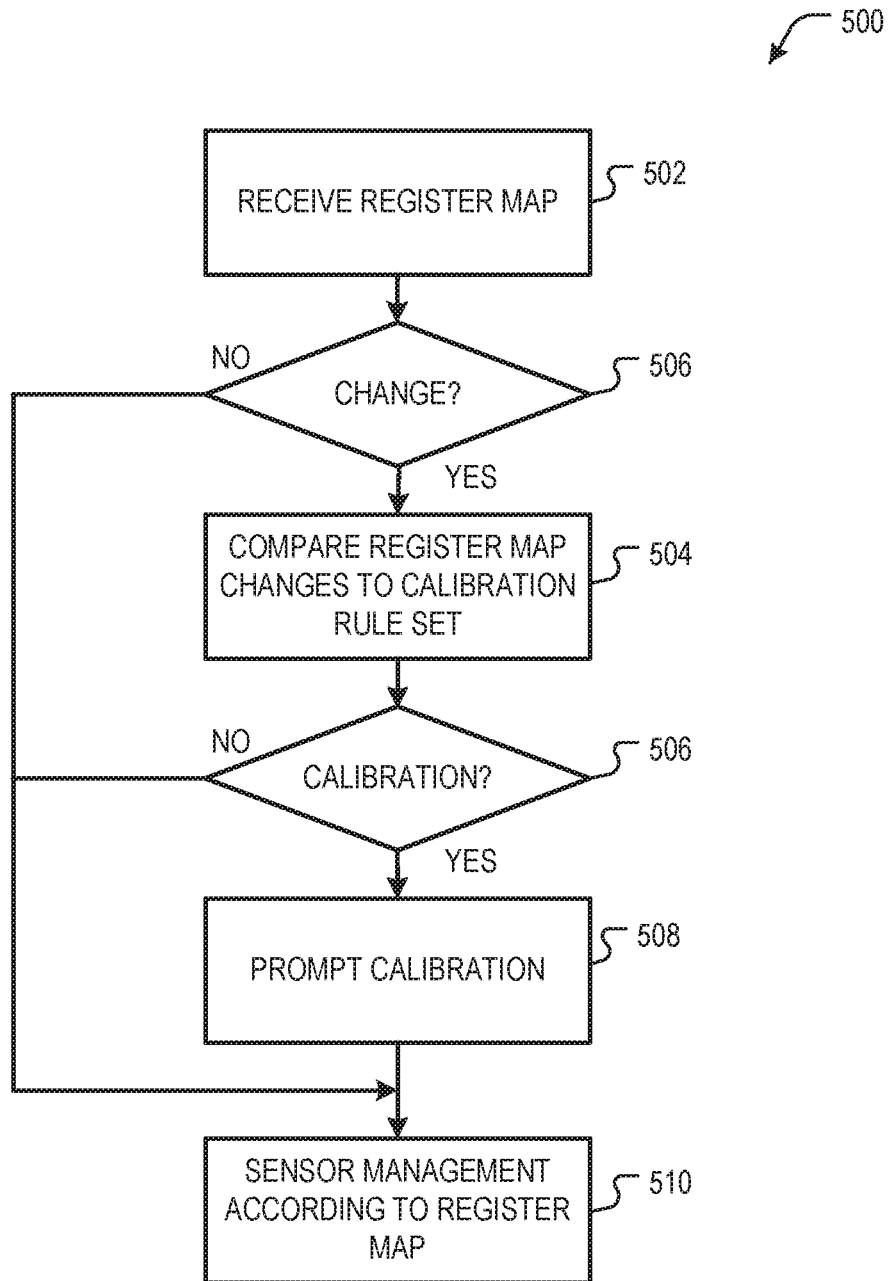 500
RECEIVE REGISTER MAP
502
NO
CHANGE?
506
YES
COMPARE REGISTER MAP
CHANGES TO CALIBRATION
RULE SET
504
NO
CALIBRATION?
506
YES
PROMPT CALIBRATION
508
SENSOR MANAGEMENT
ACCORDING TO REGISTER
MAP
510